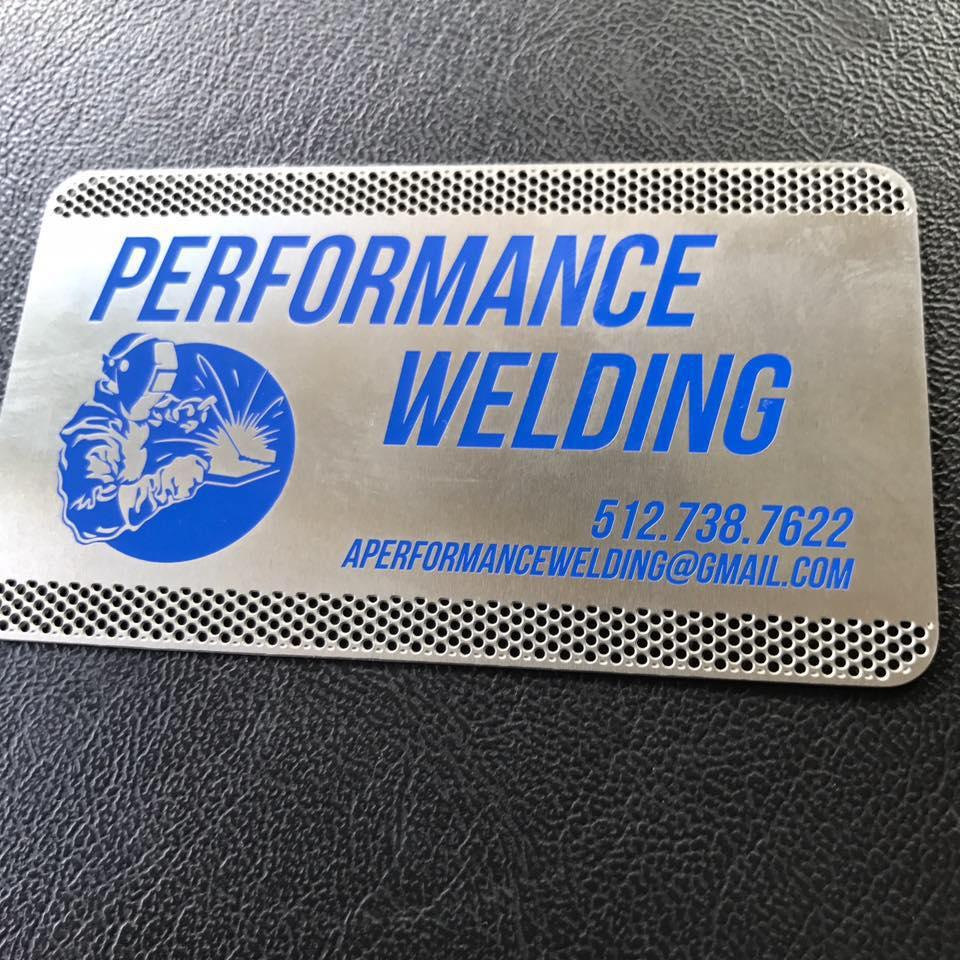 PERFORMANCE
WELDING
512.738.7622
APERFORMANCEWELDING@GMAIL.COM